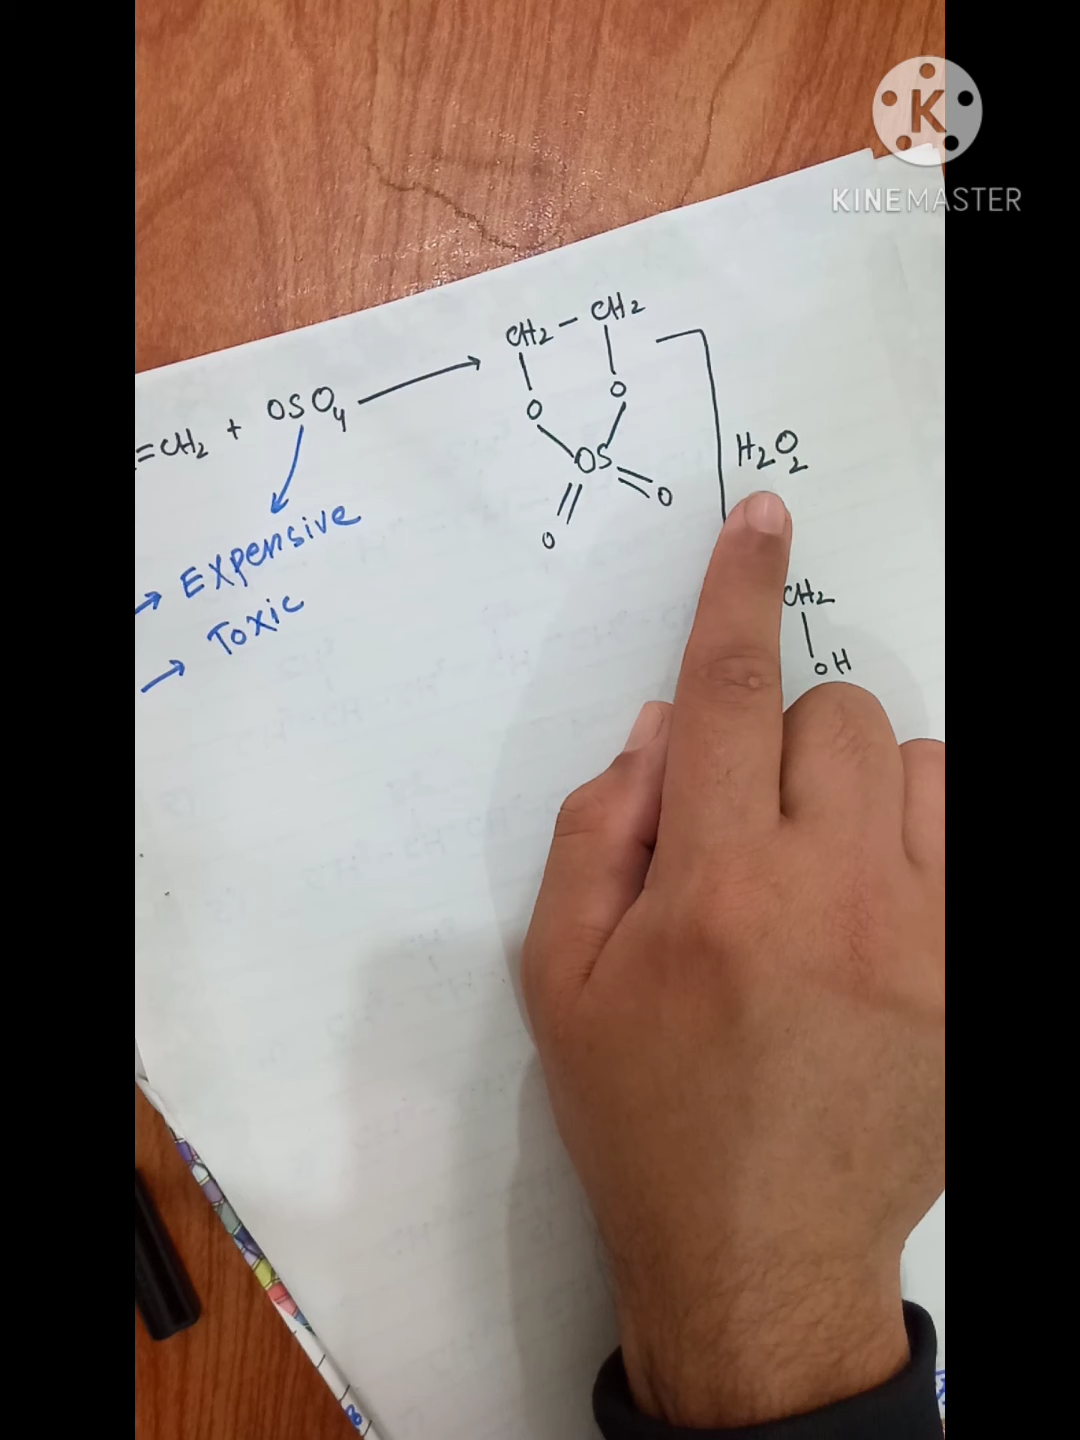 KINEMASTER
CH2 - CH2
=CH2 + OSO4
O O
OS
H2O2
O O
→ Expensive
→ Toxic
CH2
OH